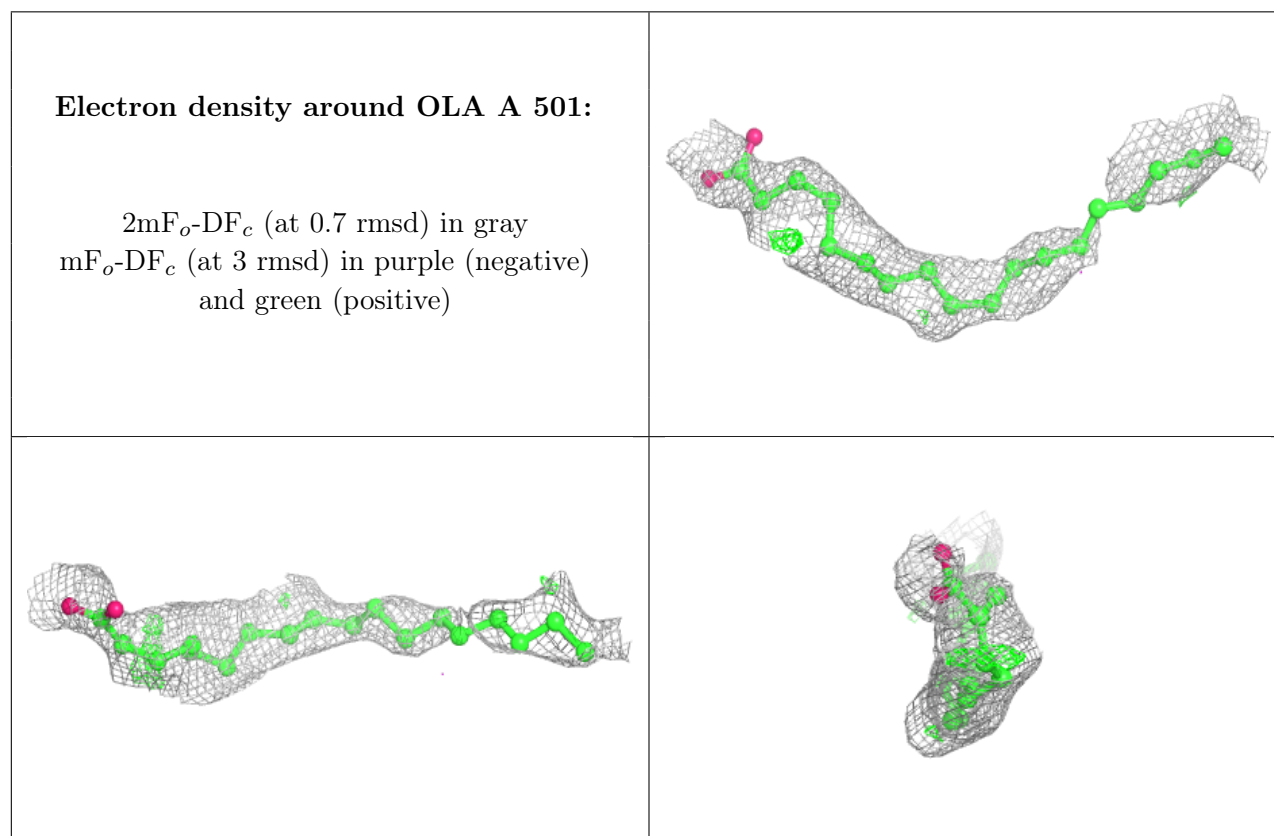 Electron density around OLA A 501:
2mFₒ-DF𝒸 (at 0.7 rmsd) in gray
mFₒ-DF𝒸 (at 3 rmsd) in purple (negative)
and green (positive)